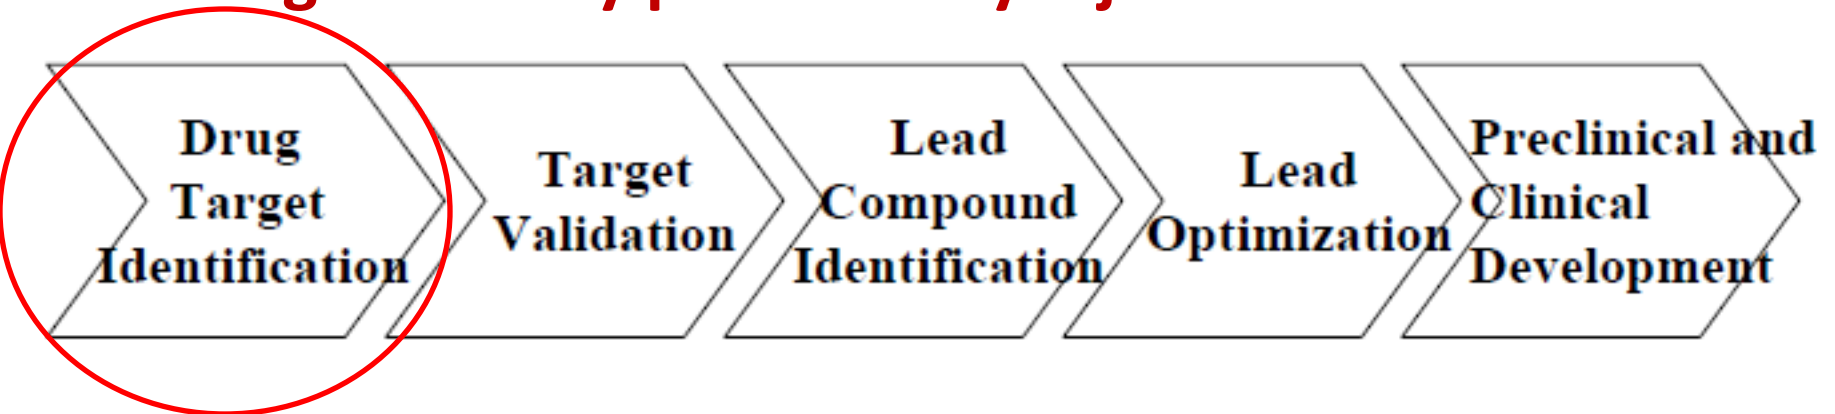 Drug
Target
Identification
Target
Validation
Lead
Compound
Identification
Lead
Optimization
Preclinical and
Clinical
Development